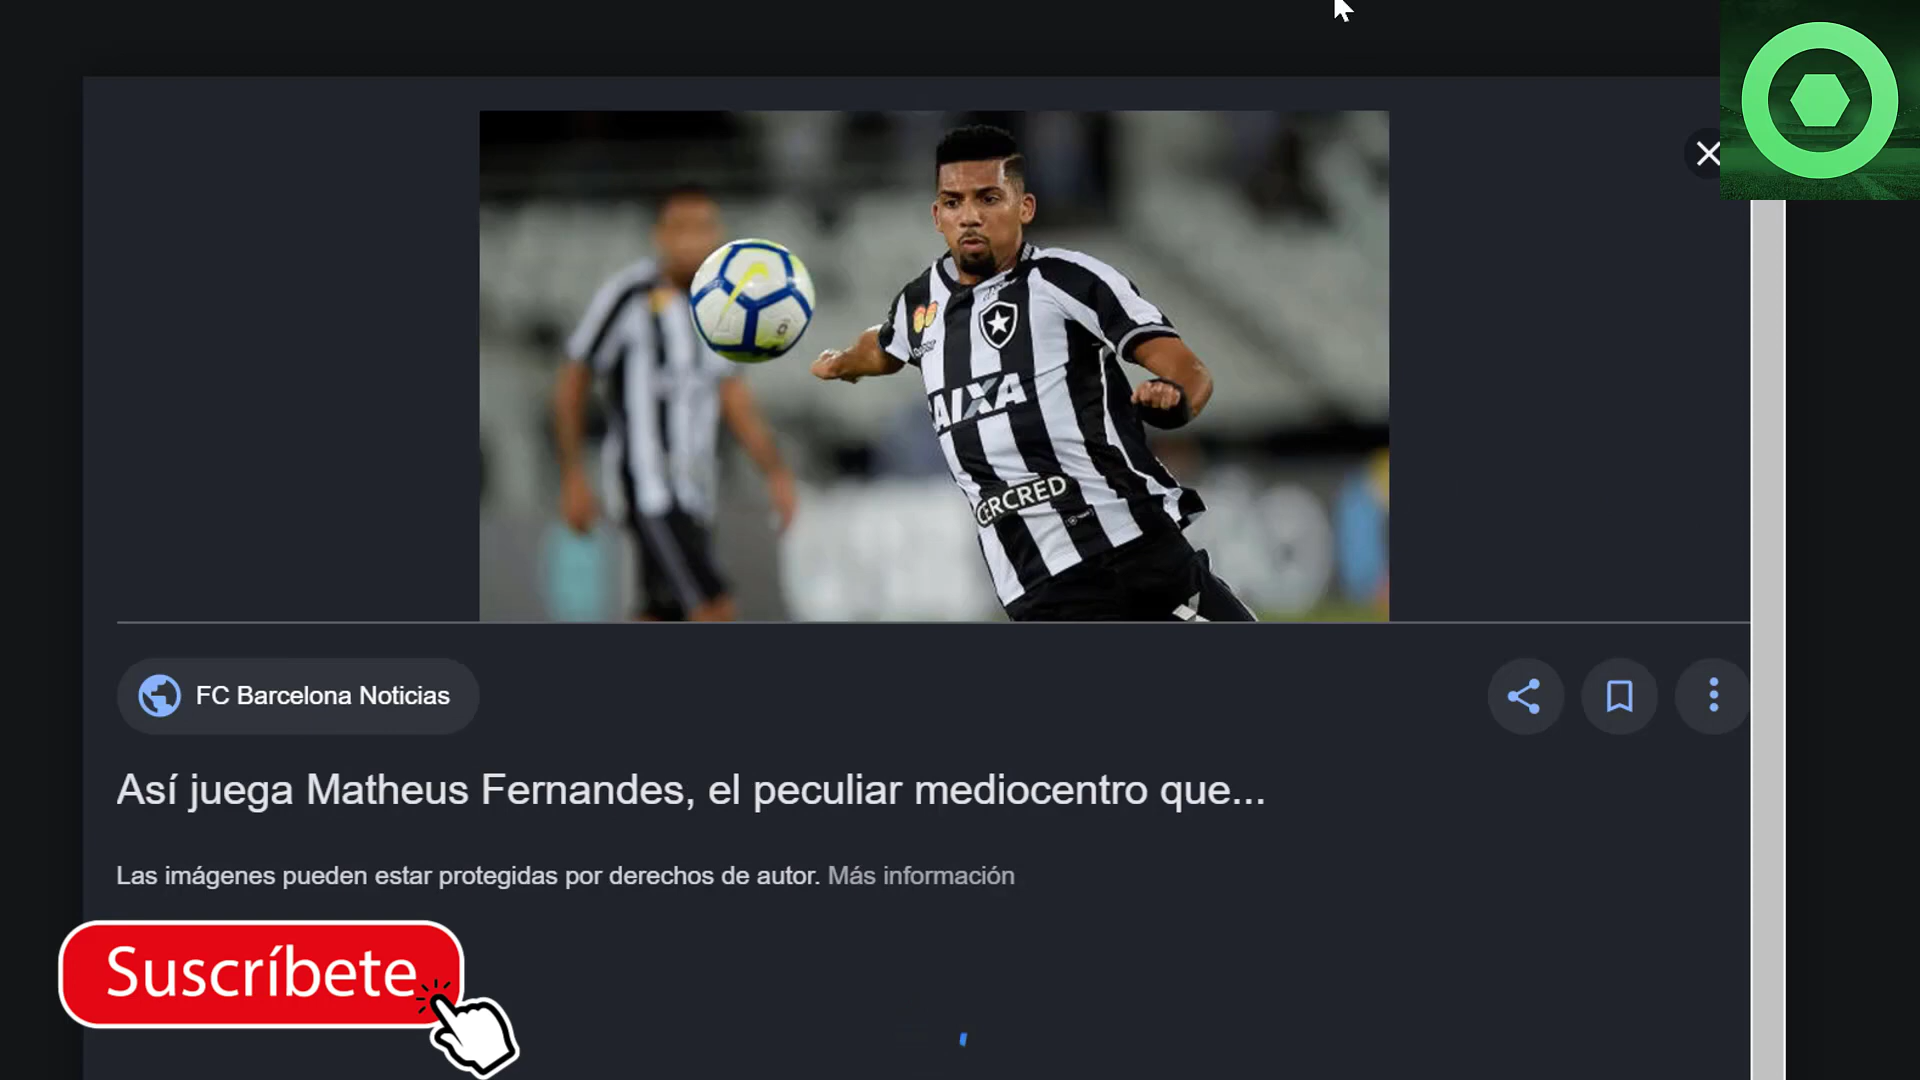 AIXA
CERCRED
FC Barcelona Noticias
Así juega Matheus Fernandes, el peculiar mediocentro que...
Las imágenes pueden estar protegidas por derechos de autor. Más información
Suscríbete